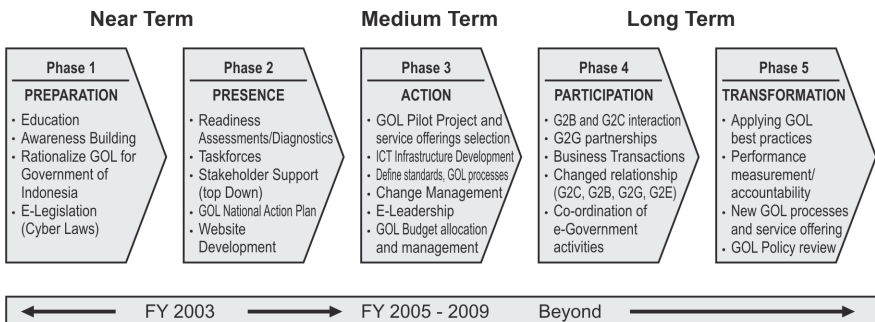 Near Term
Medium Term
Long Term
Phase 1
PREPARATION
• Education
• Awareness Building
• Rationalize GOL for
Government of
Indonesia
• E-Legislation
(Cyber Laws)
Phase 2
PRESENCE
• Readiness
Assessments/Diagnostics
• Taskforces
• Stakeholder Support
(top Down)
• GOL National Action Plan
• Website
Development
Phase 3
ACTION
• GOL Pilot Project and
service offerings selection
• ICT Infrastructure Development
• Define standards, GOL processes
• Change Management
• E-Leadership
• GOL Budget allocation
and management
Phase 4
PARTICIPATION
• G2B and G2C interaction
• G2G partnerships
• Business Transactions
• Changed relationship
(G2C, G2B, G2G, G2E)
• Co-ordination of
e-Government
activities
Phase 5
TRANSFORMATION
• Applying GOL
best practices
• Performance
measurement/
accountability
• New GOL processes
and service offering
• GOL Policy review
FY 2003
FY 2005 - 2009
Beyond